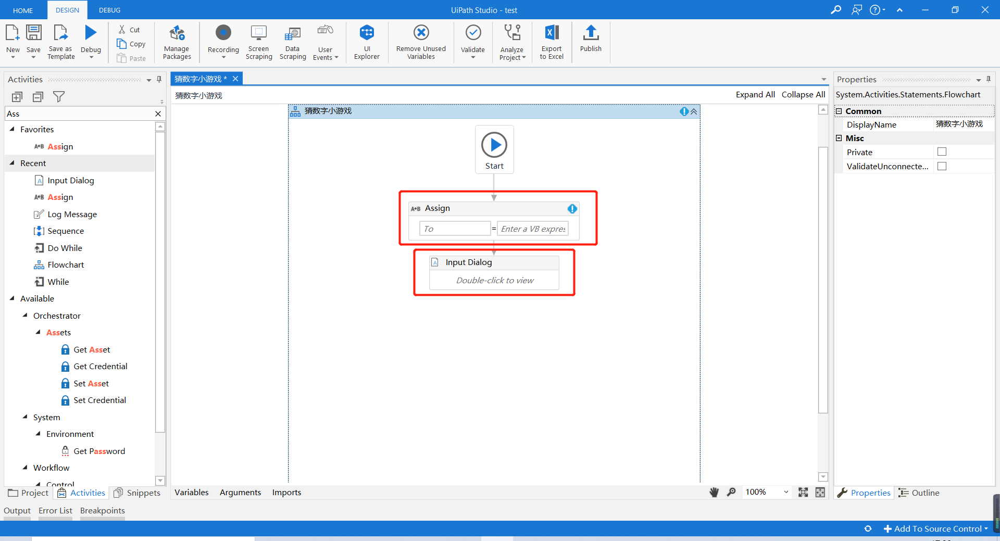 HOME DESIGN DEBUG UiPath Studio - test
New Save Save as Template Debug
Cut
Copy
Paste
Manage Packages
Recording
Screen Scraping
Data Scraping
User Events
UI Explorer
Remove Unused Variables
Validate
Analyze Project
Export to Excel
Publish
Activities
Ass
Favorites
A+B Assign
Recent
Input Dialog
A+B Assign
Log Message
Sequence
Do While
Flowchart
While
Available
Orchestrator
Assets
Get Asset
Get Credential
Set Asset
Set Credential
System
Environment
Get Password
Workflow
Control
Project Activities Snippets
猜数字小游戏 *
猜数字小游戏 Expand All Collapse All
猜数字小游戏
Start
A+B Assign
To = Enter a VB expres
Input Dialog
Double-click to view
Variables Arguments Imports 100%
Properties
System.Activities.Statements.Flowchart
Common
DisplayName 猜数字小游戏
Misc
Private
ValidateUnconnecte...
Properties Outline
Output Error List Breakpoints
Add To Source Control